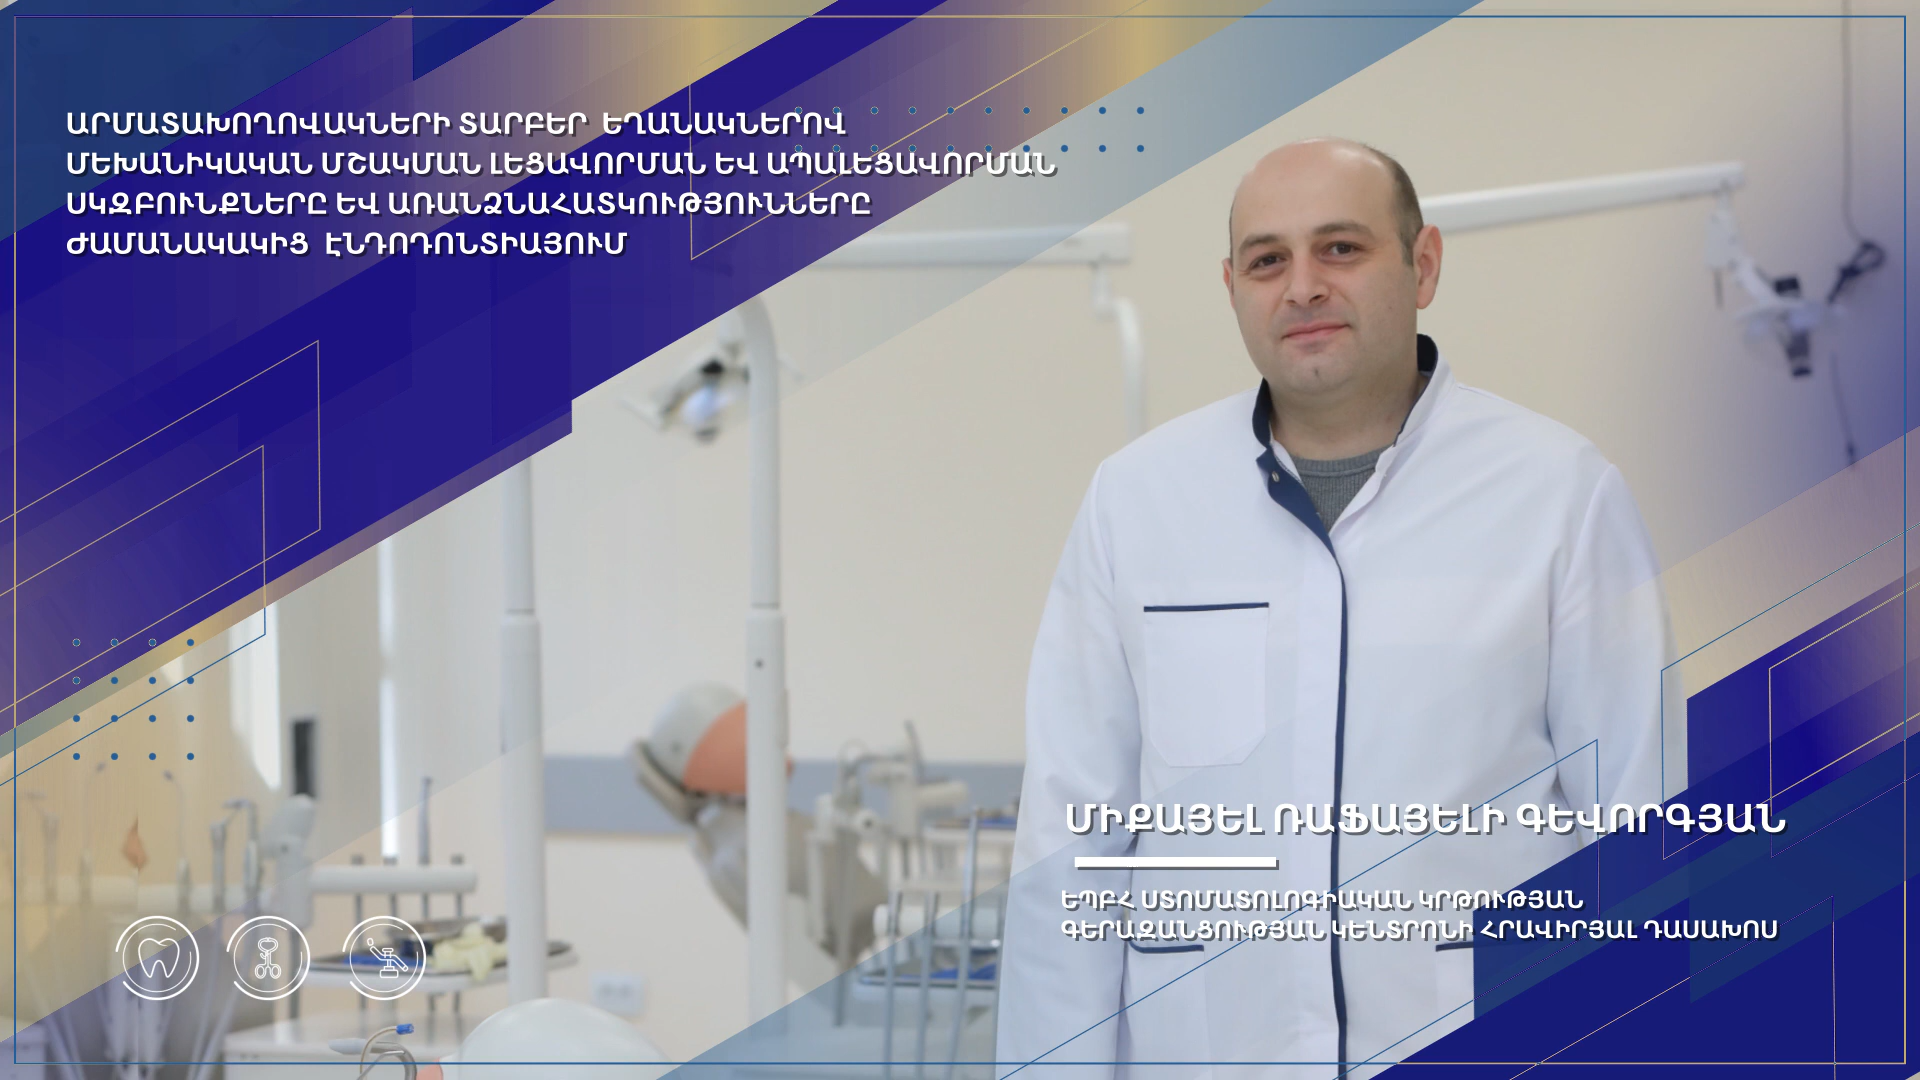 ԱՐՄԱՏԱԽՈՂՈՎԱԿՆԵՐԻ ՏԱՐԲԵՐ ԵՂԱՆԱԿՆԵՐՈՎ
ՄԵԽԱՆԻԿԱԿԱՆ ՄՇԱԿՄԱՆ ԼԵՑԱՎՈՐՄԱՆ ԵՎ ԱՊԱԼԵՑԱՎՈՐՄԱՆ
ՍԿԶԲՈՒՆՔՆԵՐԸ ԵՎ ԱՌԱՆՁՆԱՀԱՏԿՈՒԹՅՈՒՆՆԵՐԸ
ԺԱՄԱՆԱԿԱԿԻՑ ԷՆԴՈԴՈՆՏԻԱՅՈՒՄ
ՄԻՔԱՅԵԼ ՌԱՖԱՅԵԼԻ ԳԵՎՈՐԳՅԱՆ
ԵՊԲՀ ՍՏՈՄԱՏՈԼՈԳԻԱԿԱՆ ԿՐԹՈՒԹՅԱՆ
ԳԵՐԱԶԱՆՑՈՒԹՅԱՆ ԿԵՆՏՐՈՆԻ ՀՐԱՎԻՐՅԱԼ ԴԱՍԱԽՈՍ